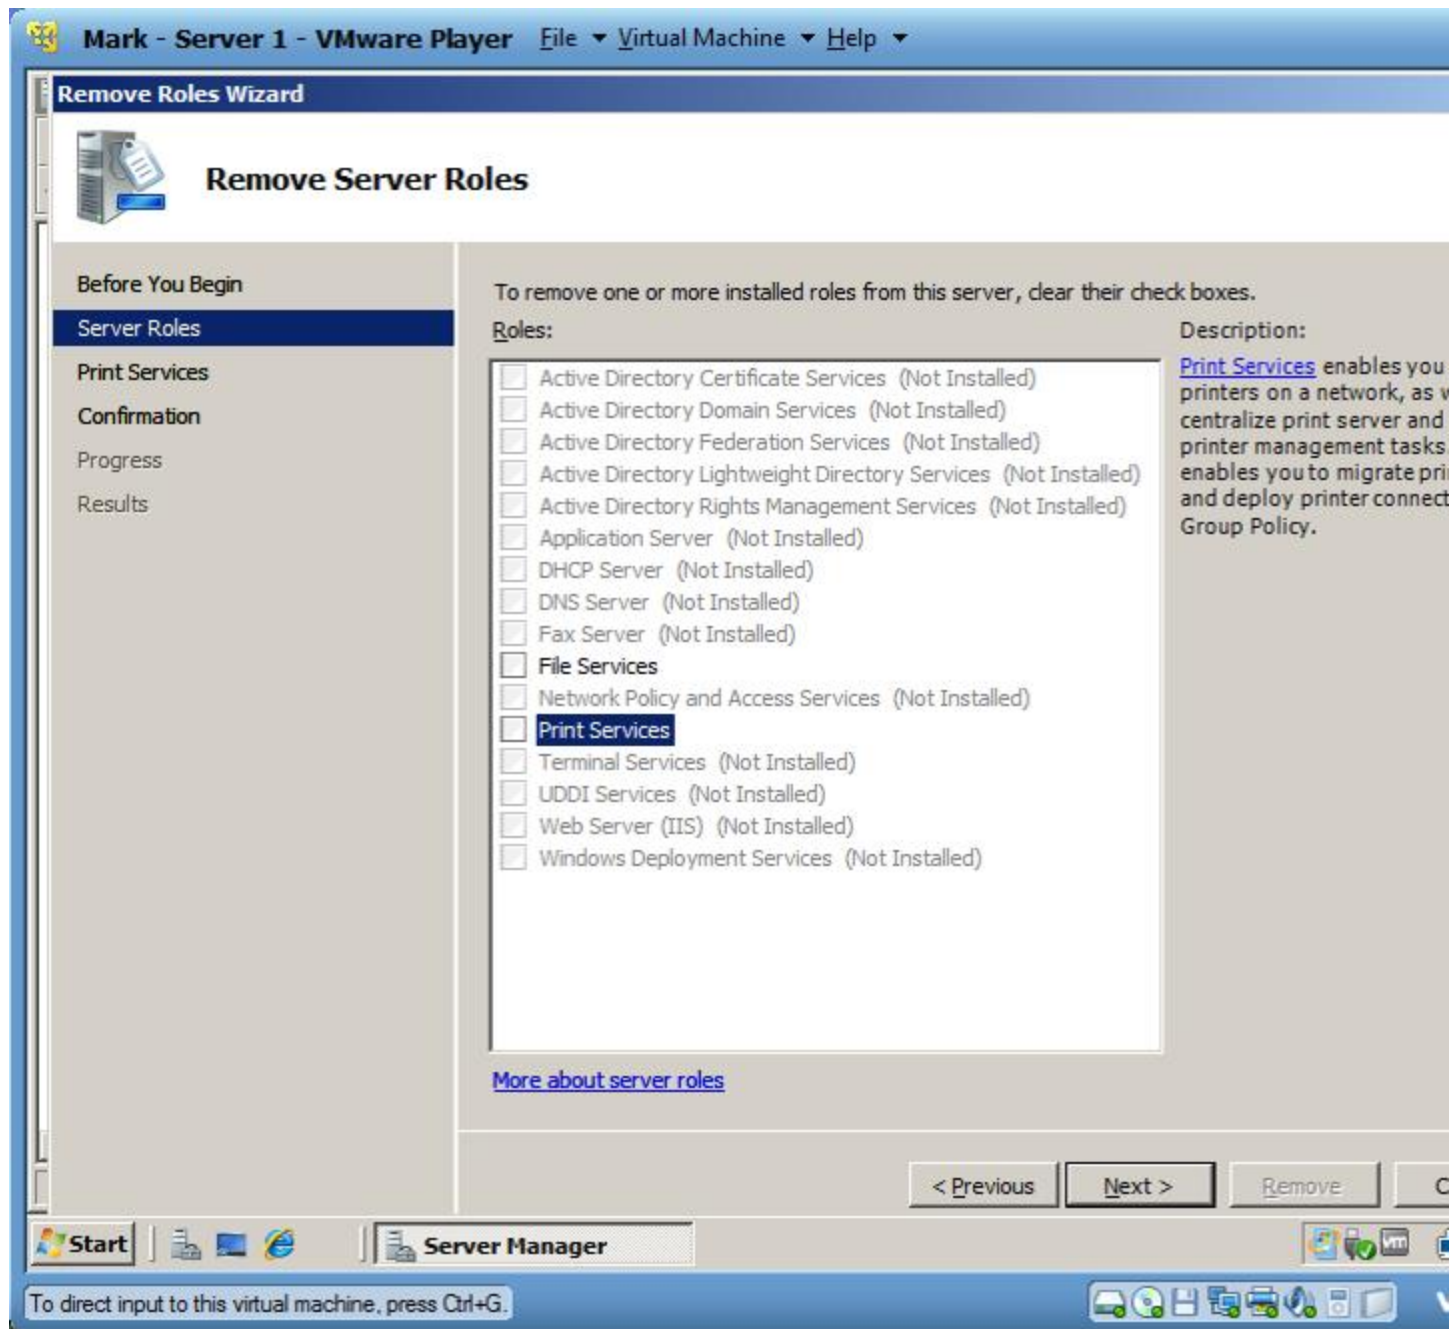 Mark - Server 1 - VMware Player File Virtual Machine Help
Remove Roles Wizard
Remove Server Roles
Before You Begin
Server Roles
Print Services
Confirmation
Progress
Results
To remove one or more installed roles from this server, clear their check boxes.
Roles:
Active Directory Certificate Services (Not Installed)
Active Directory Domain Services (Not Installed)
Active Directory Federation Services (Not Installed)
Active Directory Lightweight Directory Services (Not Installed)
Active Directory Rights Management Services (Not Installed)
Application Server (Not Installed)
DHCP Server (Not Installed)
DNS Server (Not Installed)
Fax Server (Not Installed)
File Services
Network Policy and Access Services (Not Installed)
Print Services
Terminal Services (Not Installed)
UDDI Services (Not Installed)
Web Server (IIS) (Not Installed)
Windows Deployment Services (Not Installed)
More about server roles
Description:
Print Services enables you
printers on a network, as
centralize print server and
printer management tasks.
enables you to migrate
and deploy printer
Group Policy.
< Previous
Next >
Remove
Start
Server Manager
vm
To direct input to this virtual machine, press Ctrl+G.